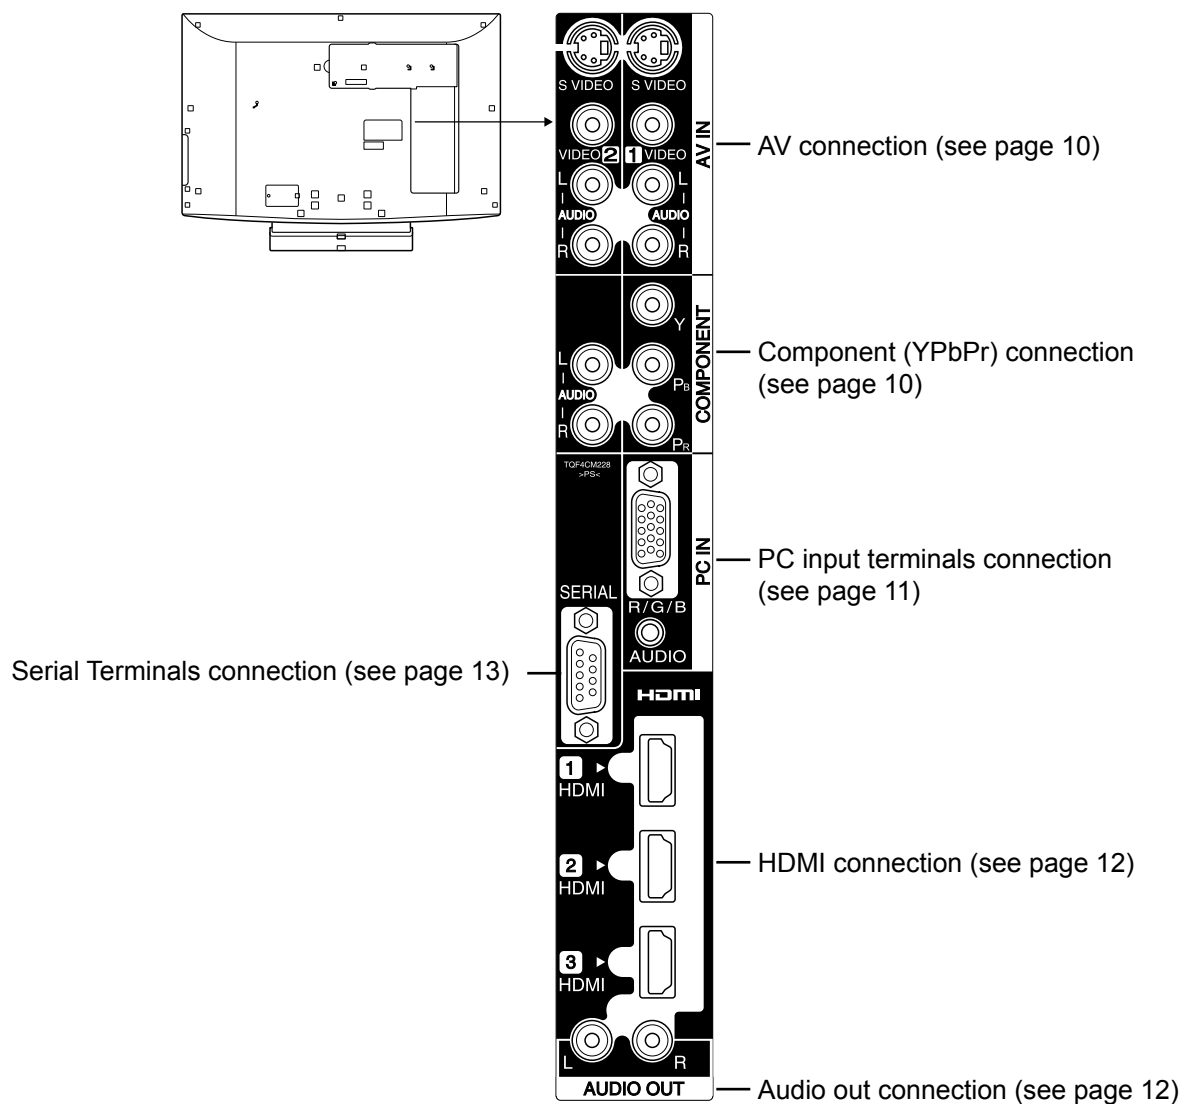 S VIDEO S VIDEO
VIDEO 2 1 VIDEO
AV IN
AV connection (see page 10)
L L
AUDIO AUDIO
R R
Y
COMPONENT
Component (YPbPr) connection
(see page 10)
L
AUDIO
R
PB
PR
TQF4CM228
>PS<
PC IN
PC input terminals connection
(see page 11)
SERIAL
R/G/B
AUDIO
Serial Terminals connection (see page 13)
HDMI
1
HDMI
2
HDMI
HDMI connection (see page 12)
3
HDMI
L R
AUDIO OUT
Audio out connection (see page 12)